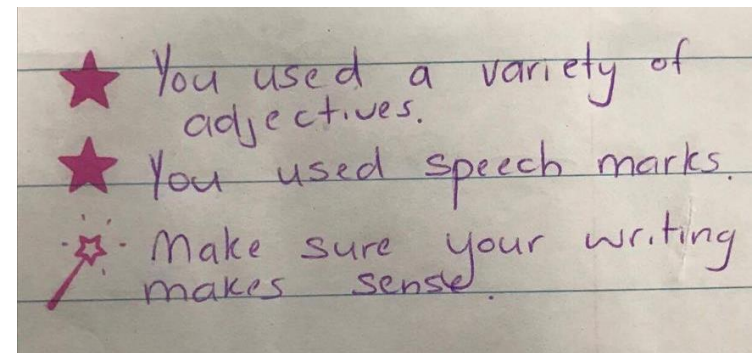 You used a variety of
adjectives.
You used speech marks.
Make sure your writing
makes sense.